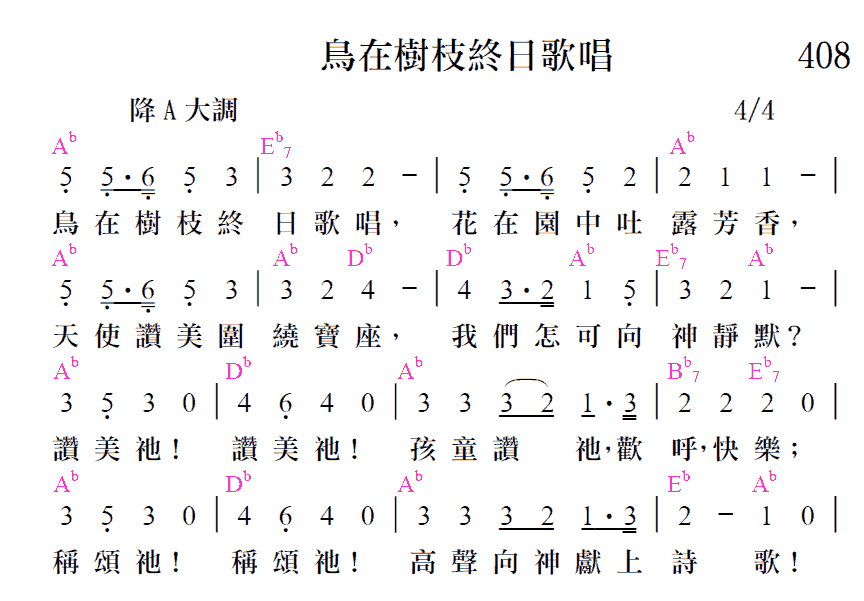 鳥在樹枝終日歌唱 408
降 A 大調 4/4
A♭ E♭7 A♭
5 5·6 5 3 | 3 2 2 - | 5 5·6 5 2 | 2 1 1 - |
鳥在樹枝終日歌唱，花在園中吐露芳香，
A♭ A♭ D♭ D♭ A♭ E♭7 A♭
5 5·6 5 3 | 3 2 4 - | 4 3·2 1 5 | 3 2 1 - |
天使讚美圍繞寶座，我們怎可向神靜默？
A♭ D♭ A♭ B♭7 E♭7
3 5 3 0 | 4 6 4 0 | 3 3 3 2 1·3 | 2 2 2 0 |
讚美祂！讚美祂！孩童讚祂，歡呼，快樂；
A♭ D♭ A♭ E♭ A♭
3 5 3 0 | 4 6 4 0 | 3 3 3 2 1·3 | 2 - 1 0 |
稱頌祂！稱頌祂！高聲向神獻上詩歌！